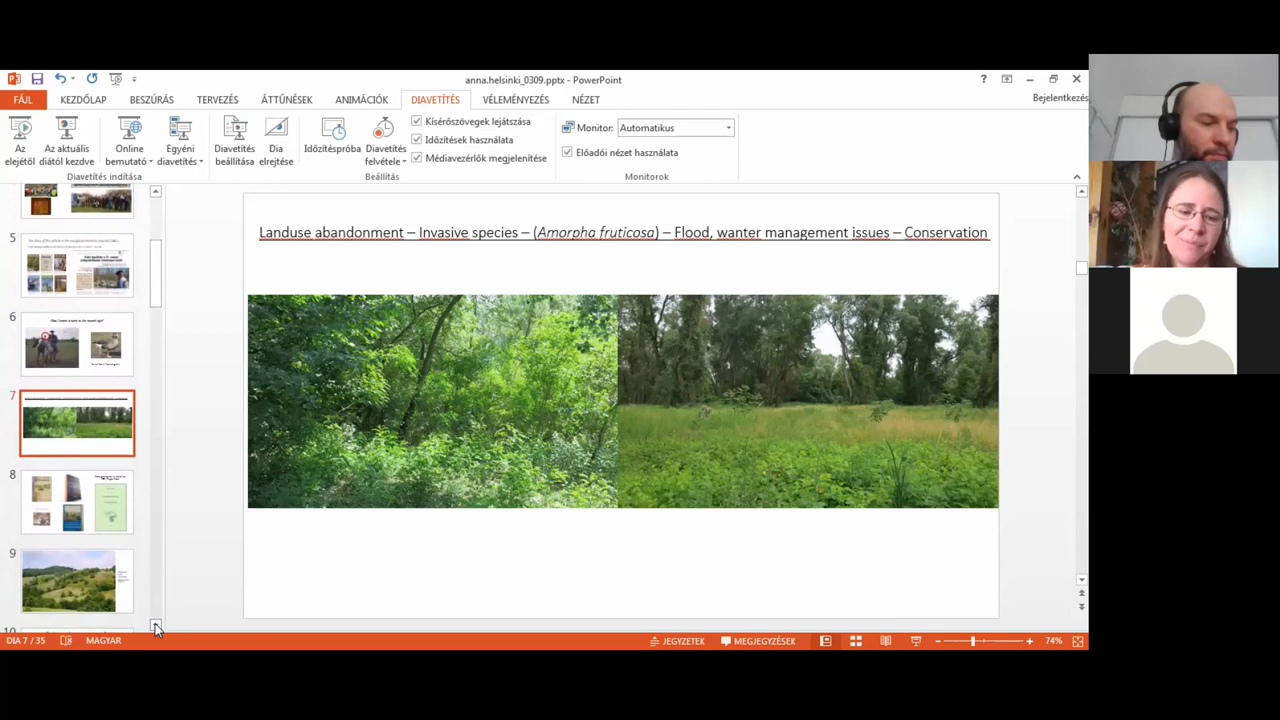 anna.helsinki_0309.pptx - PowerPoint
FÁJL KEZDŐLAP BESZÚRÁS TERVEZÉS ÁTTŰNÉSEK ANIMÁCIÓK DIAVETÍTÉS VÉLEMÉNYEZÉS NÉZET
Bejelentkezés
Az elejétől
Az aktuális diától kezdve
Online bemutató
Egyéni diavetítés
Diavetítés indítása
Diavetítés beállítása
Dia elrejtése
Időzítéspróba
Diavetítés felvétele
Kísérőszövegek lejátszása
Időzítések használata
Médiavezérlők megjelenítése
Beállítás
Monitor: Automatikus
Előadói nézet használata
Monitorok
5
6
7
8
9
10
Landuse abandonment – Invasive species – (Amorpha fruticosa) – Flood, wanter management issues – Conservation
DIA 7 / 35 MAGYAR JEGYZETEK MEGJEGYZÉSEK 74%